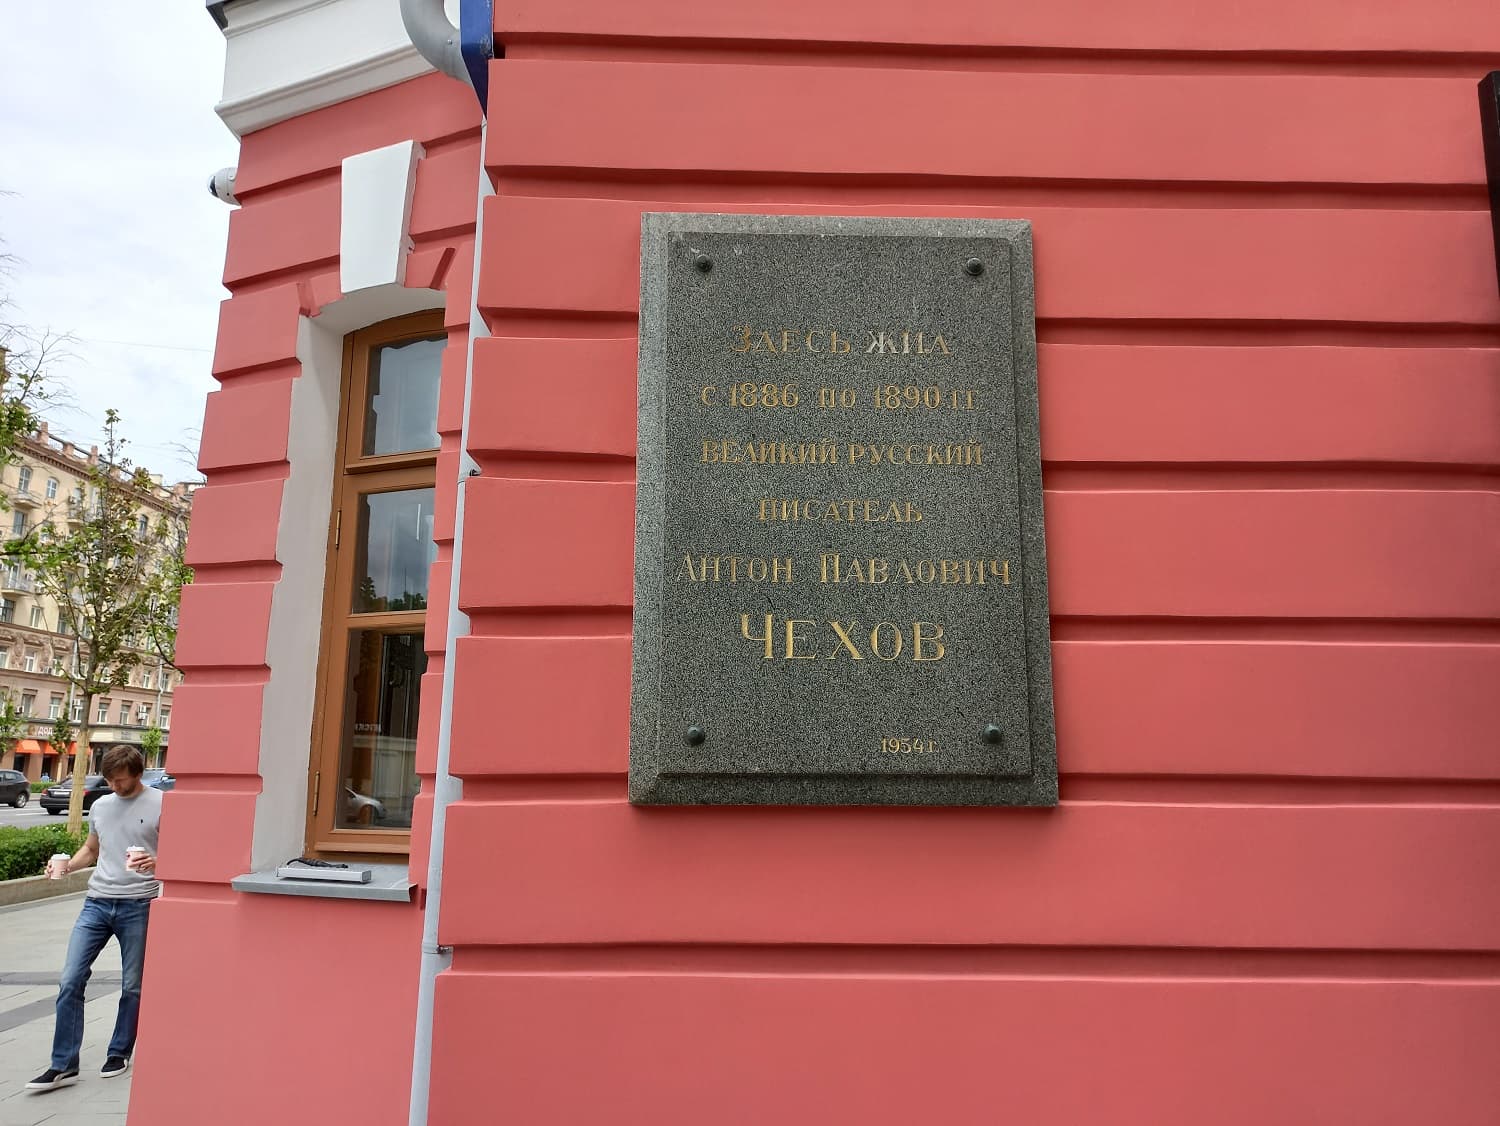 Здесь жил
с 1886 по 1890 гг
великий русский
писатель
Антон Павлович
Чехов
1954 г.